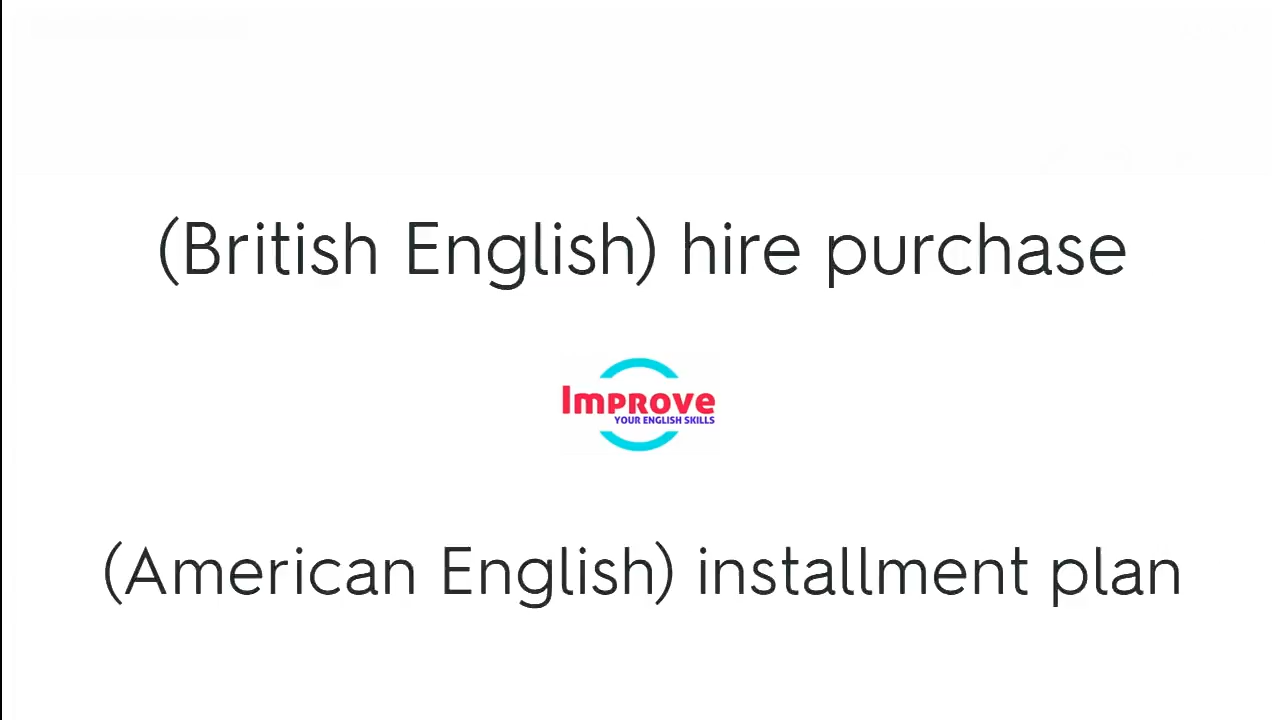 (British English) hire purchase
Improve
YOUR ENGLISH SKILLS
(American English) installment plan